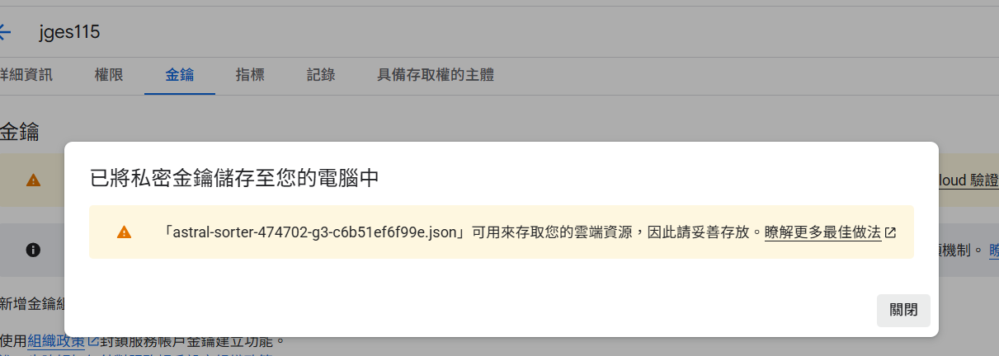 jges115
詳細資訊 權限 金鑰 指標 記錄 具備存取權的主體
金鑰
已將私密金鑰儲存至您的電腦中
loud 驗證
「astral-sorter-474702-g3-c6b51ef6f99e.json」可用來存取您的雲端資源，因此請妥善存放。瞭解更多最佳做法
機制。 瞭
新增金鑰組
關閉
使用組織政策封鎖服務帳戶金鑰建立功能。